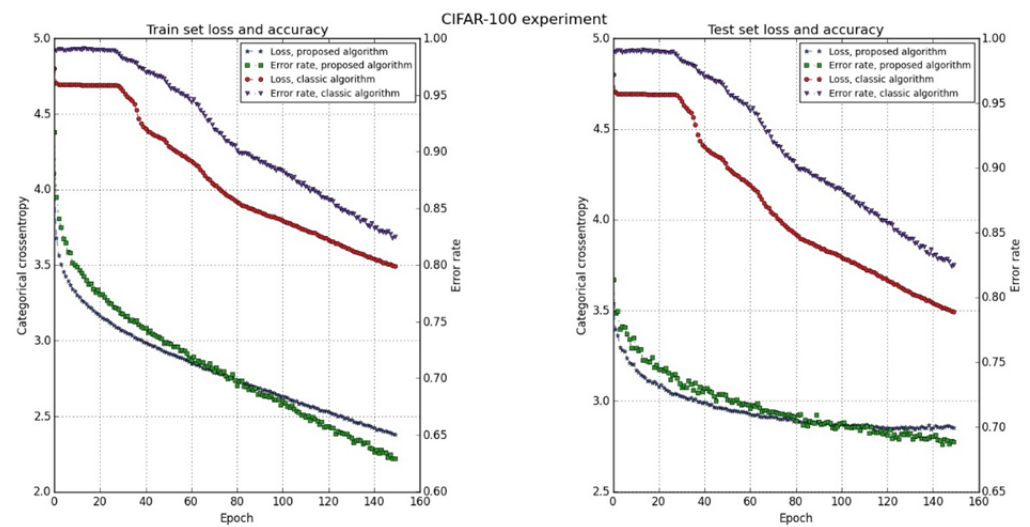 CIFAR-100 experiment
Train set loss and accuracy
Loss, proposed algorithm
Error rate, proposed algorithm
Loss, classic algorithm
Error rate, classic algorithm
Categorical crossentropy
5.0
4.5
4.0
3.5
3.0
2.5
2.0
1.00
0.95
0.90
0.85
0.80
0.75
0.70
0.65
0.60
Error rate
0 20 40 60 80 100 120 140 160
Epoch
Test set loss and accuracy
Loss, proposed algorithm
Error rate, proposed algorithm
Loss, classic algorithm
Error rate, classic algorithm
Categorical crossentropy
5.0
4.5
4.0
3.5
3.0
2.5
1.00
0.95
0.90
0.85
0.80
0.75
0.70
0.65
Error rate
0 20 40 60 80 100 120 140 160
Epoch